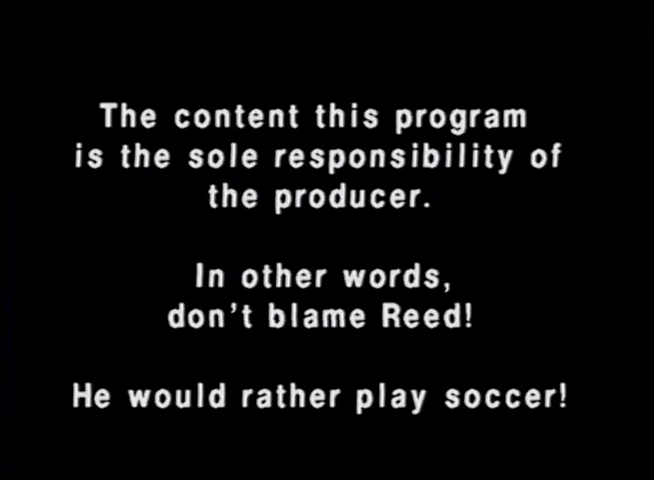 The content this program
is the sole responsibility of
the producer.
In other words,
don't blame Reed!
He would rather play soccer!